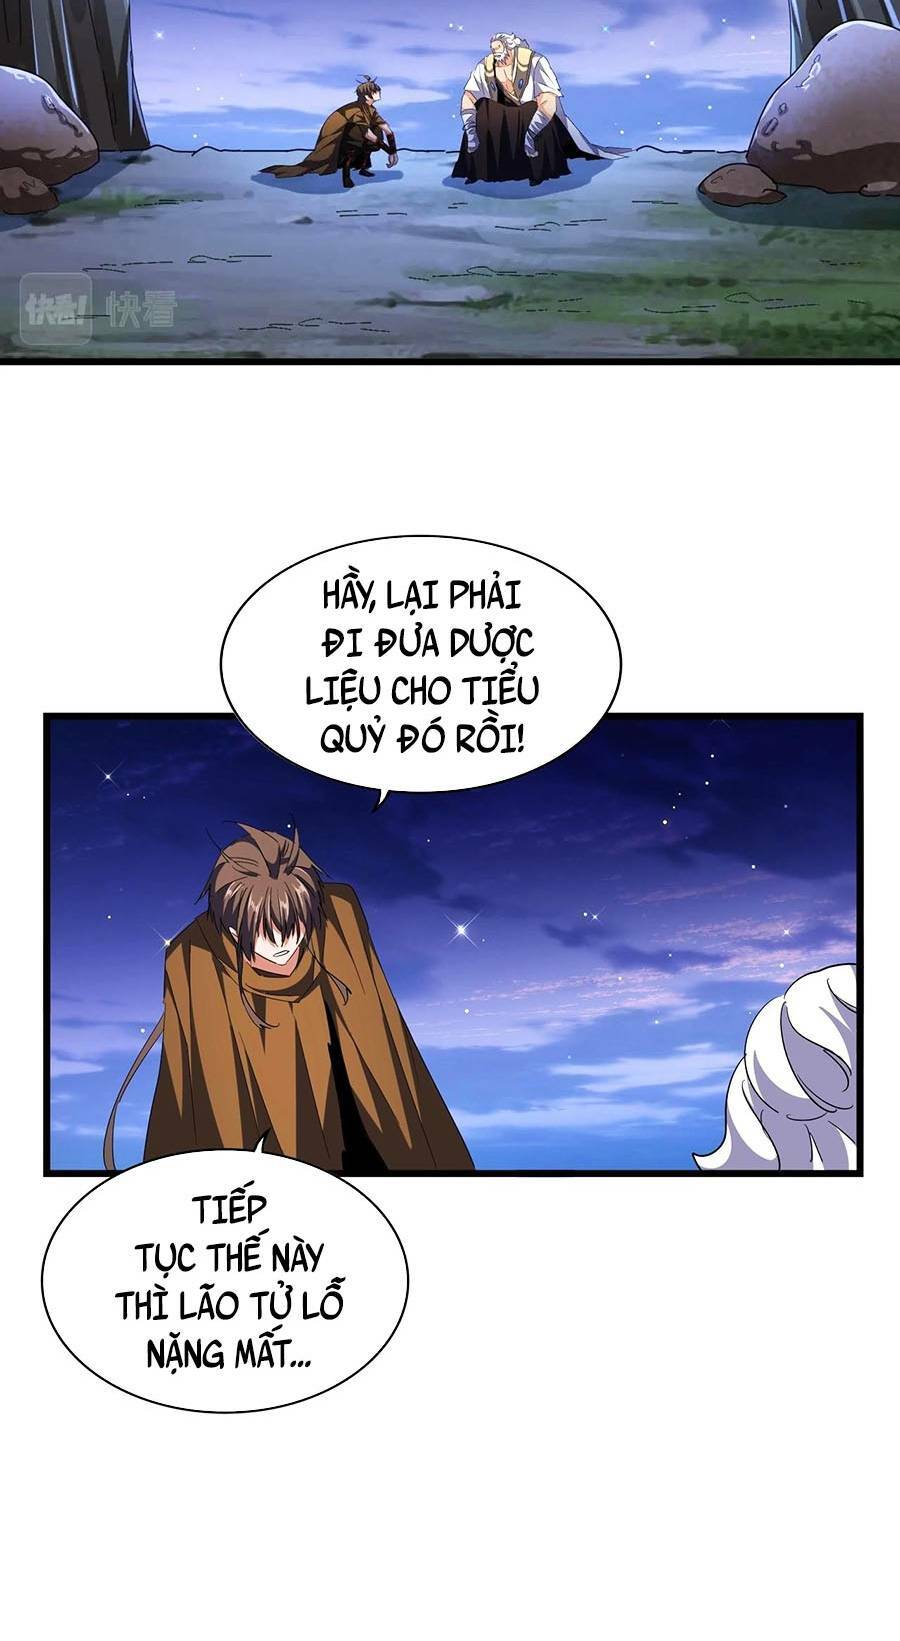 快看! 快看
HẦY, LẠI PHẢI
ĐI ĐƯA DƯỢC
LIỆU CHO TIỂU
QUỶ ĐÓ RỒI!
TIẾP
TỤC THẾ NÀY
THÌ LÃO TỬ LỖ
NẶNG MẤT...